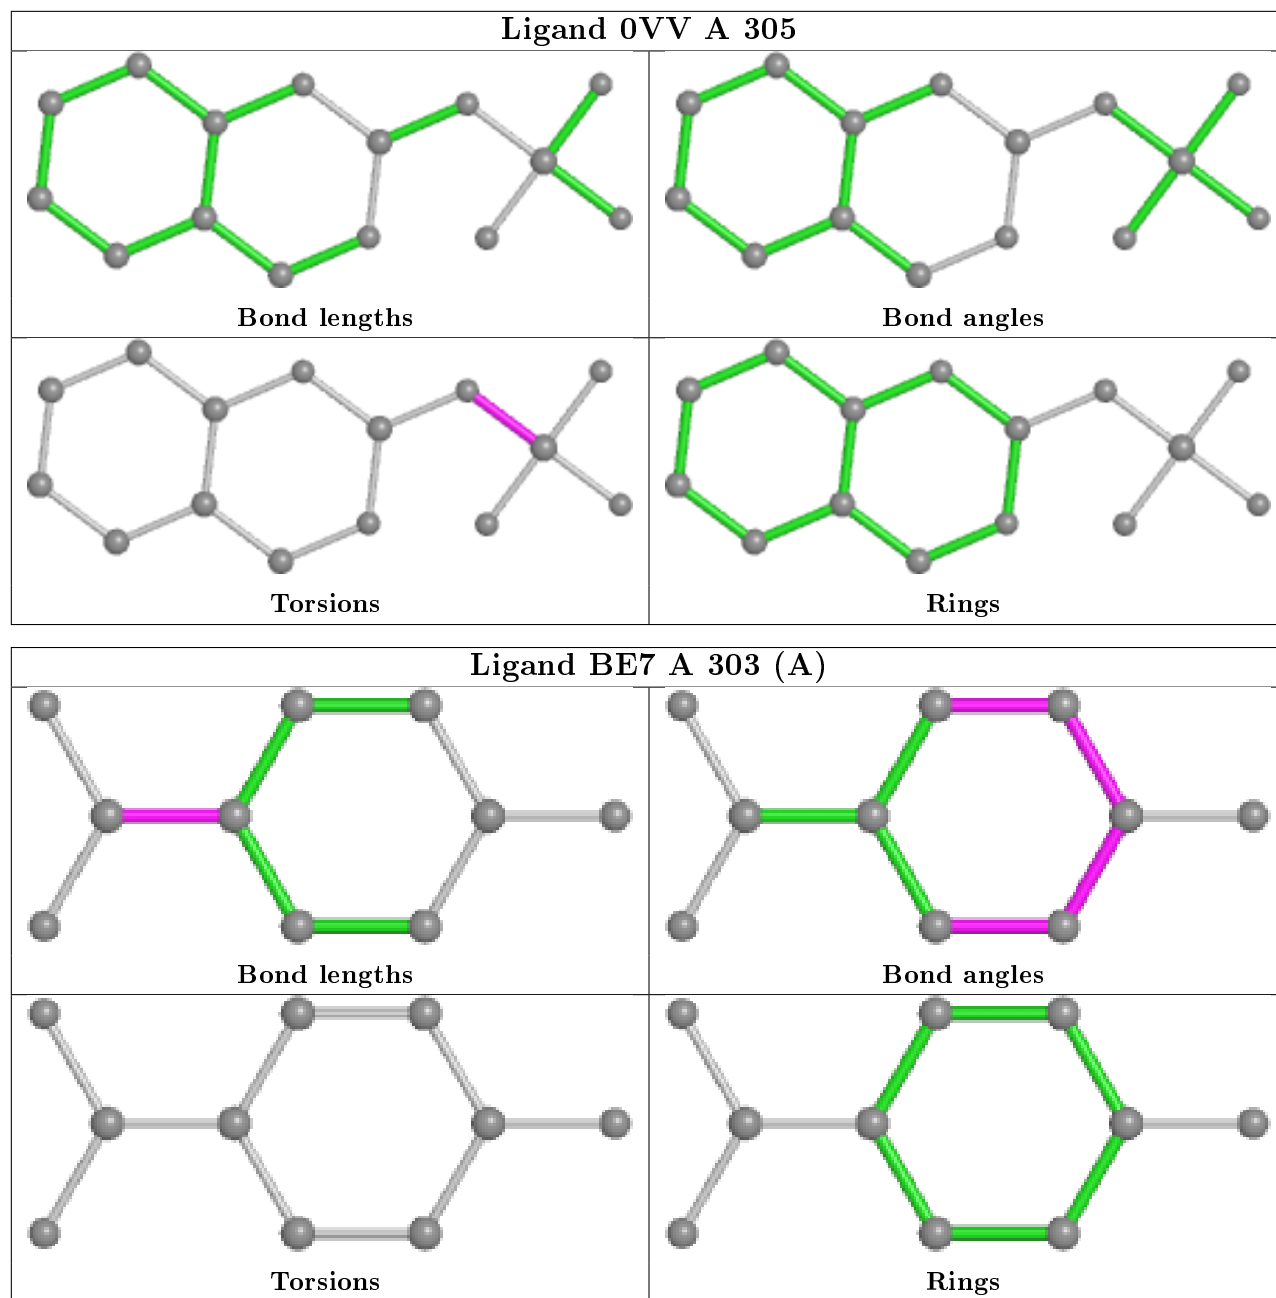 Ligand 0VV A 305
Bond lengths
Bond angles
Torsions
Rings
Ligand BE7 A 303 (A)
Bond lengths
Bond angles
Torsions
Rings